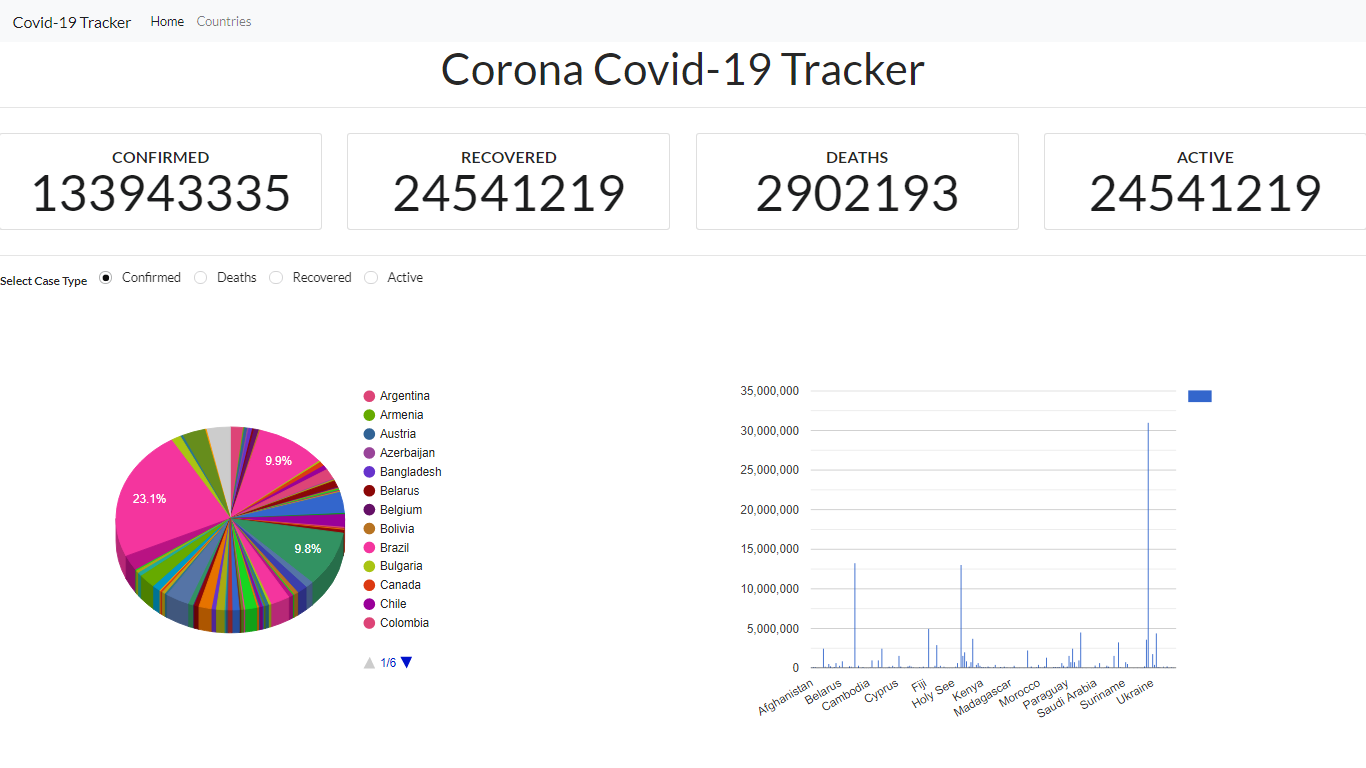 Covid-19 Tracker Home Countries
Corona Covid-19 Tracker
CONFIRMED
133943335
RECOVERED
24541219
DEATHS
2902193
ACTIVE
24541219
Select Case Type Confirmed Deaths Recovered Active
23.1%
9.9%
9.8%
Argentina
Armenia
Austria
Azerbaijan
Bangladesh
Belarus
Belgium
Bolivia
Brazil
Bulgaria
Canada
Chile
Colombia
1/6
35,000,000
30,000,000
25,000,000
20,000,000
15,000,000
10,000,000
5,000,000
0
Afghanistan
Belarus
Cambodia
Cyprus
Fiji
Holy See
Kenya
Madagascar
Morocco
Paraguay
Saudi Arabia
Suriname
Ukraine